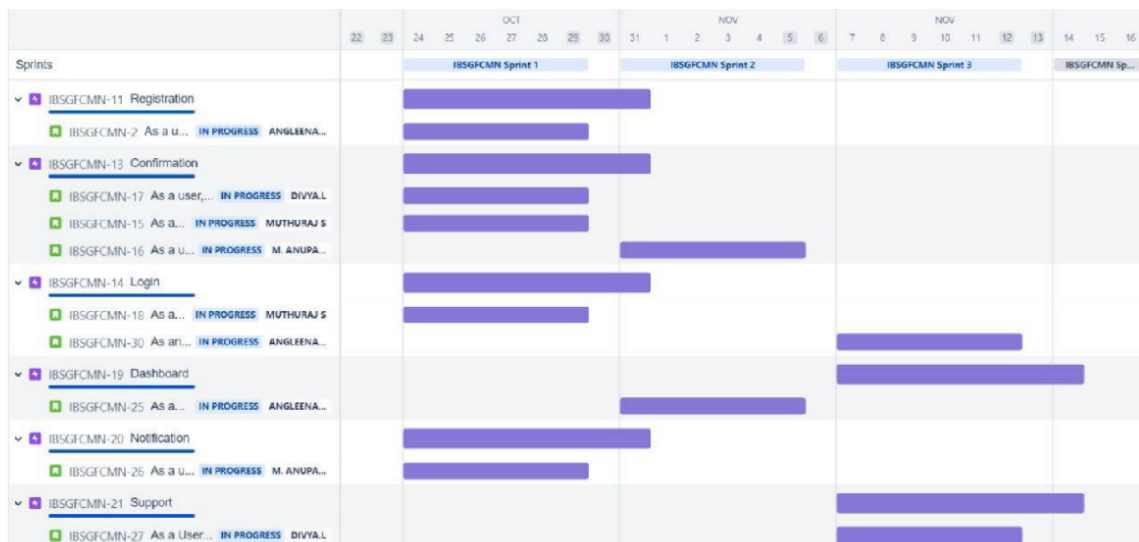 OCT NOV NOV
22 23 24 25 26 27 28 29 30 31 1 2 3 4 5 6 7 8 9 10 11 12 13 14 15 16
Sprints IBSGFCMN Sprint 1 IBSGFCMN Sprint 2 IBSGFCMN Sprint 3 IBSGFCMN Sp...
IBSGFCMN-11 Registration
IBSGFCMN-2 As a u... IN PROGRESS ANGLEENA...
IBSGFCMN-13 Confirmation
IBSGFCMN-17 As a user,... IN PROGRESS DIVYA.L
IBSGFCMN-15 As a... IN PROGRESS MUTHURAJ S
IBSGFCMN-16 As a u... IN PROGRESS M. ANUPA...
IBSGFCMN-14 Login
IBSGFCMN-18 As a... IN PROGRESS MUTHURAJ S
IBSGFCMN-30 As an... IN PROGRESS ANGLEENA...
IBSGFCMN-19 Dashboard
IBSGFCMN-25 As a... IN PROGRESS ANGLEENA...
IBSGFCMN-20 Notification
IBSGFCMN-26 As a u... IN PROGRESS M. ANUPA...
IBSGFCMN-21 Support
IBSGFCMN-27 As a User... IN PROGRESS DIVYA.L